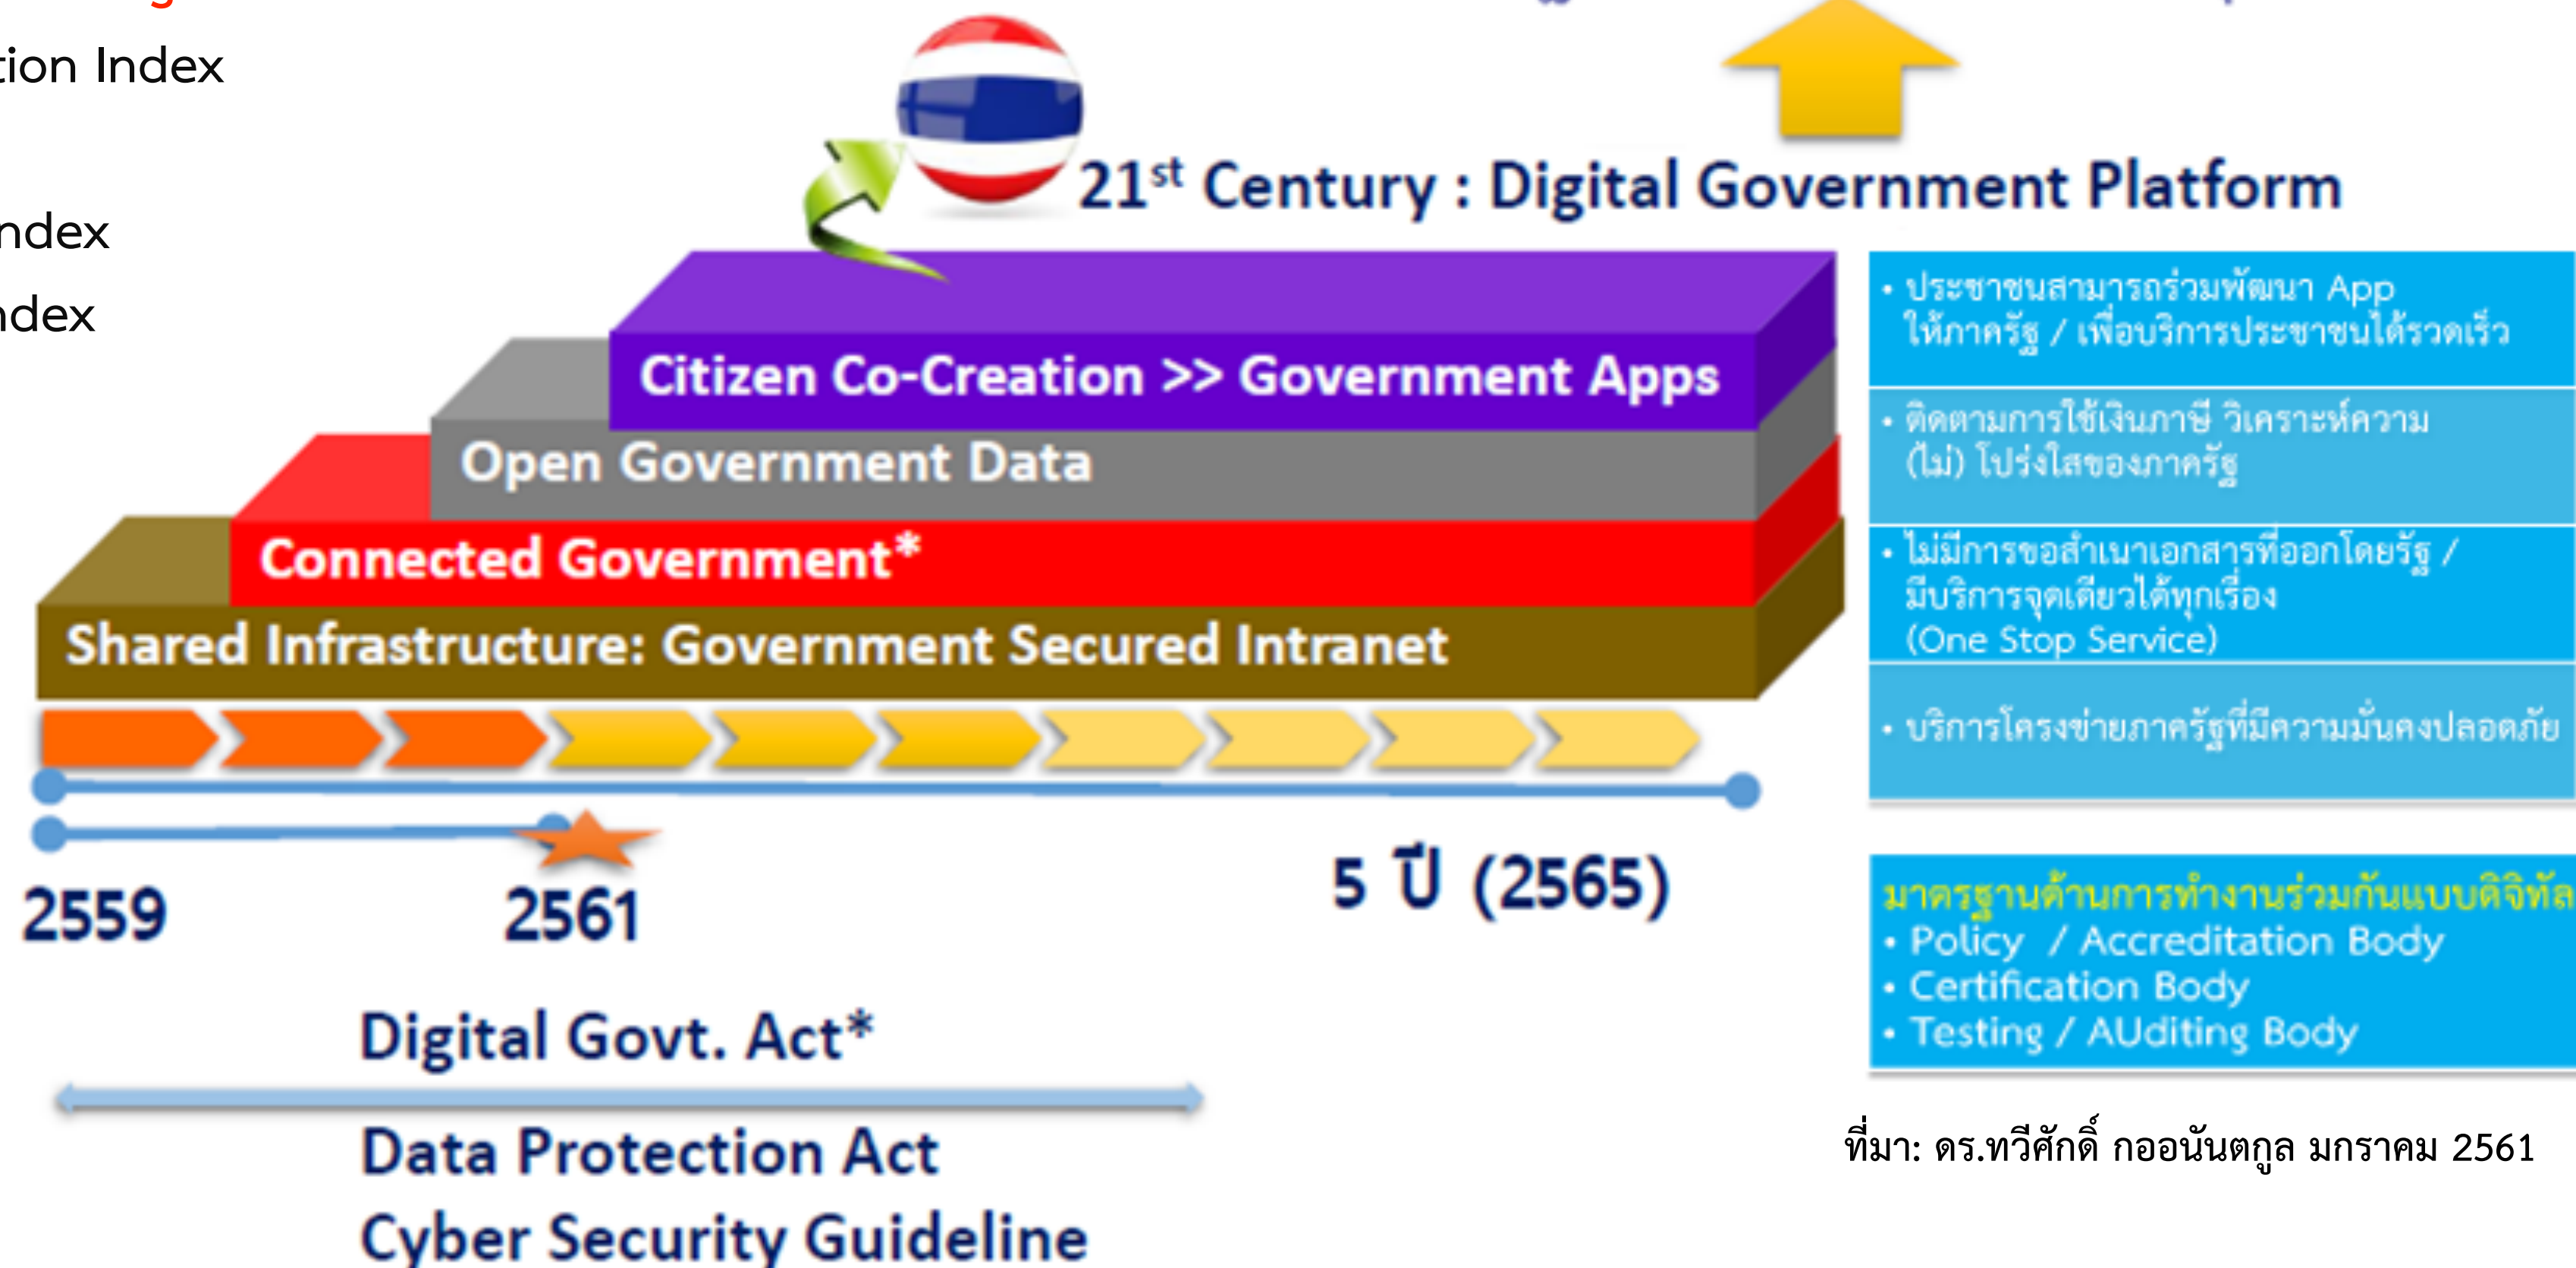 tion Index
ndex
ndex
21st Century : Digital Government Platform
Citizen Co-Creation >> Government Apps
Open Government Data
Connected Government*
Shared Infrastructure: Government Secured Intranet
• ประชาชนสามารถร่วมพัฒนา App
ให้ภาครัฐ / เพื่อบริการประชาชนได้รวดเร็ว
• ติดตามการใช้เงินภาษี วิเคราะห์ความ
(ไม่) โปร่งใสของภาครัฐ
• ไม่มีการขอสำเนาเอกสารที่ออกโดยรัฐ /
มีบริการจุดเดียวได้ทุกเรื่อง
(One Stop Service)
• บริการโครงข่ายภาครัฐที่มีความมั่นคงปลอดภัย
2559
2561
5 ปี (2565)
มาตรฐานด้านการทำงานร่วมกันแบบดิจิทัล
• Policy / Accreditation Body
• Certification Body
• Testing / AUditing Body
Digital Govt. Act*
Data Protection Act
Cyber Security Guideline
ที่มา: ดร.ทวีศักดิ์ กออนันตกูล มกราคม 2561